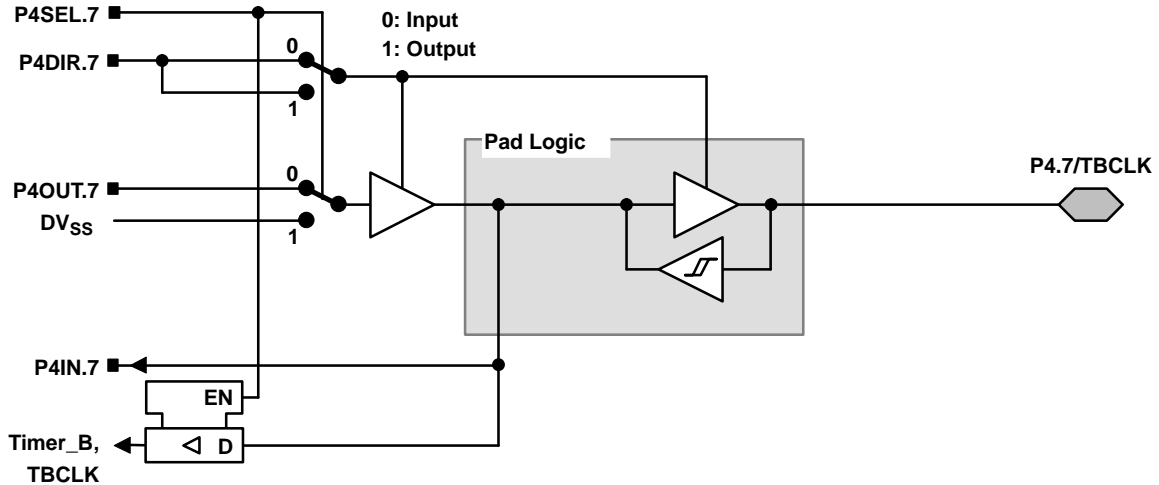 P4SEL.7
0: Input
1: Output
P4DIR.7
0
1
Pad Logic
P4.7/TBCLK
P4OUT.7
0
DVSS
1
P4IN.7
EN
Timer_B,
D
TBCLK